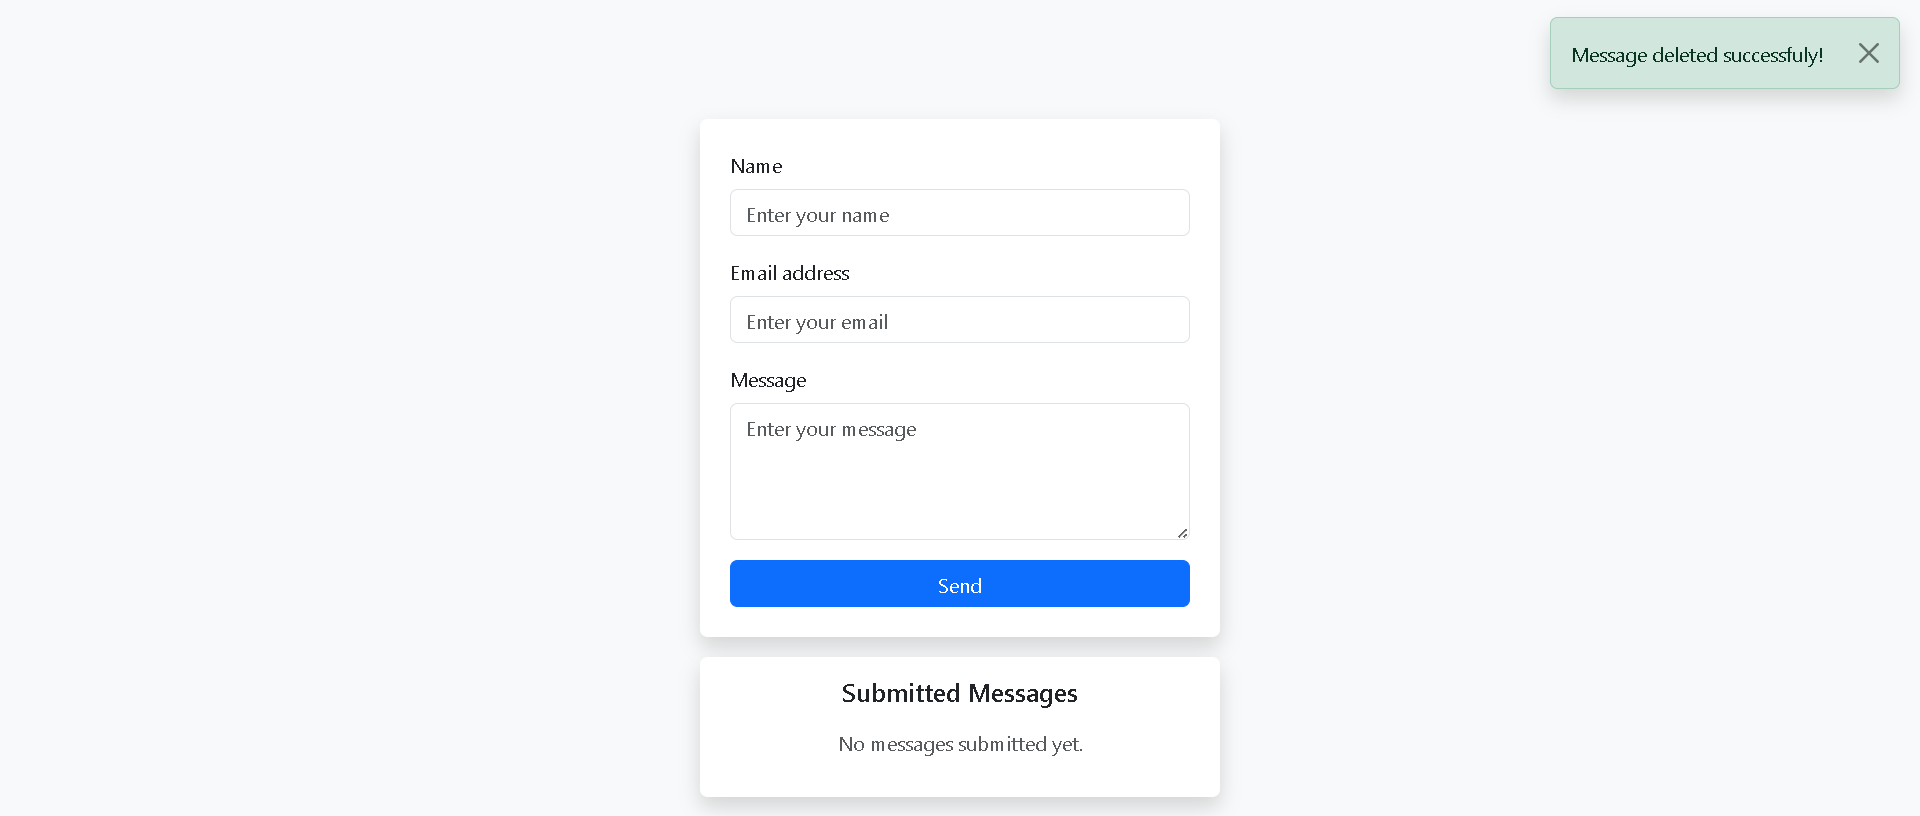 Message deleted successfuly!
Name
Enter your name
Email address
Enter your email
Message
Enter your message
Send
Submitted Messages
No messages submitted yet.